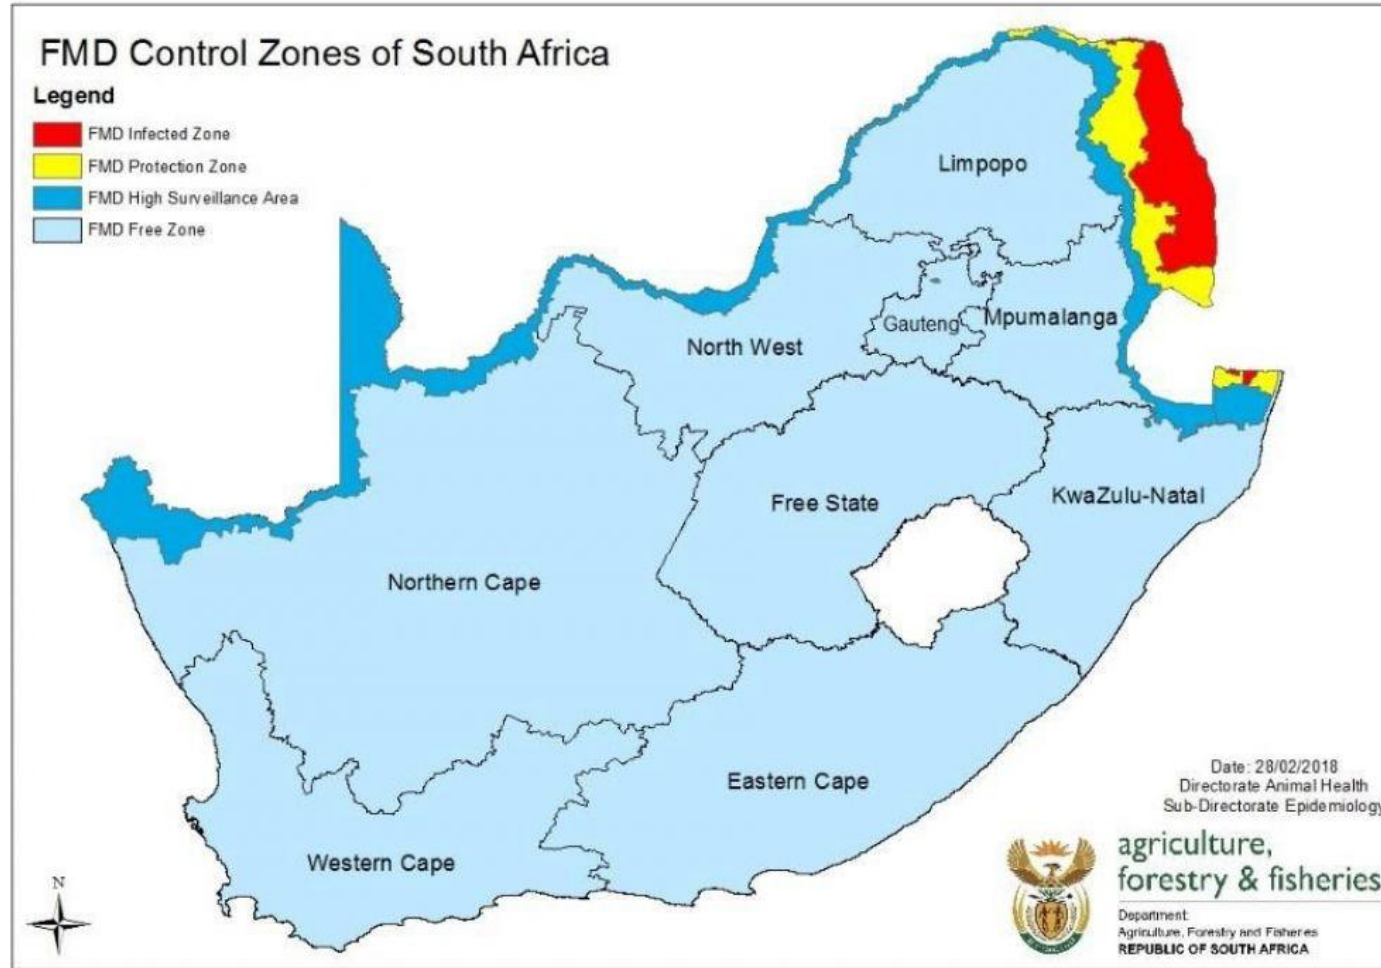 FMD Control Zones of South Africa
Legend
FMD Infected Zone
FMD Protection Zone
FMD High Surveillance Area
FMD Free Zone
Limpopo
Gauteng
Mpumalanga
North West
Free State
KwaZulu-Natal
Northern Cape
Eastern Cape
Western Cape
N
Date: 28/02/2018
Directorate Animal Health
Sub-Directorate Epidemiology
agriculture,
forestry & fisheries
Department:
Agriculture, Forestry and Fisheries
REPUBLIC OF SOUTH AFRICA